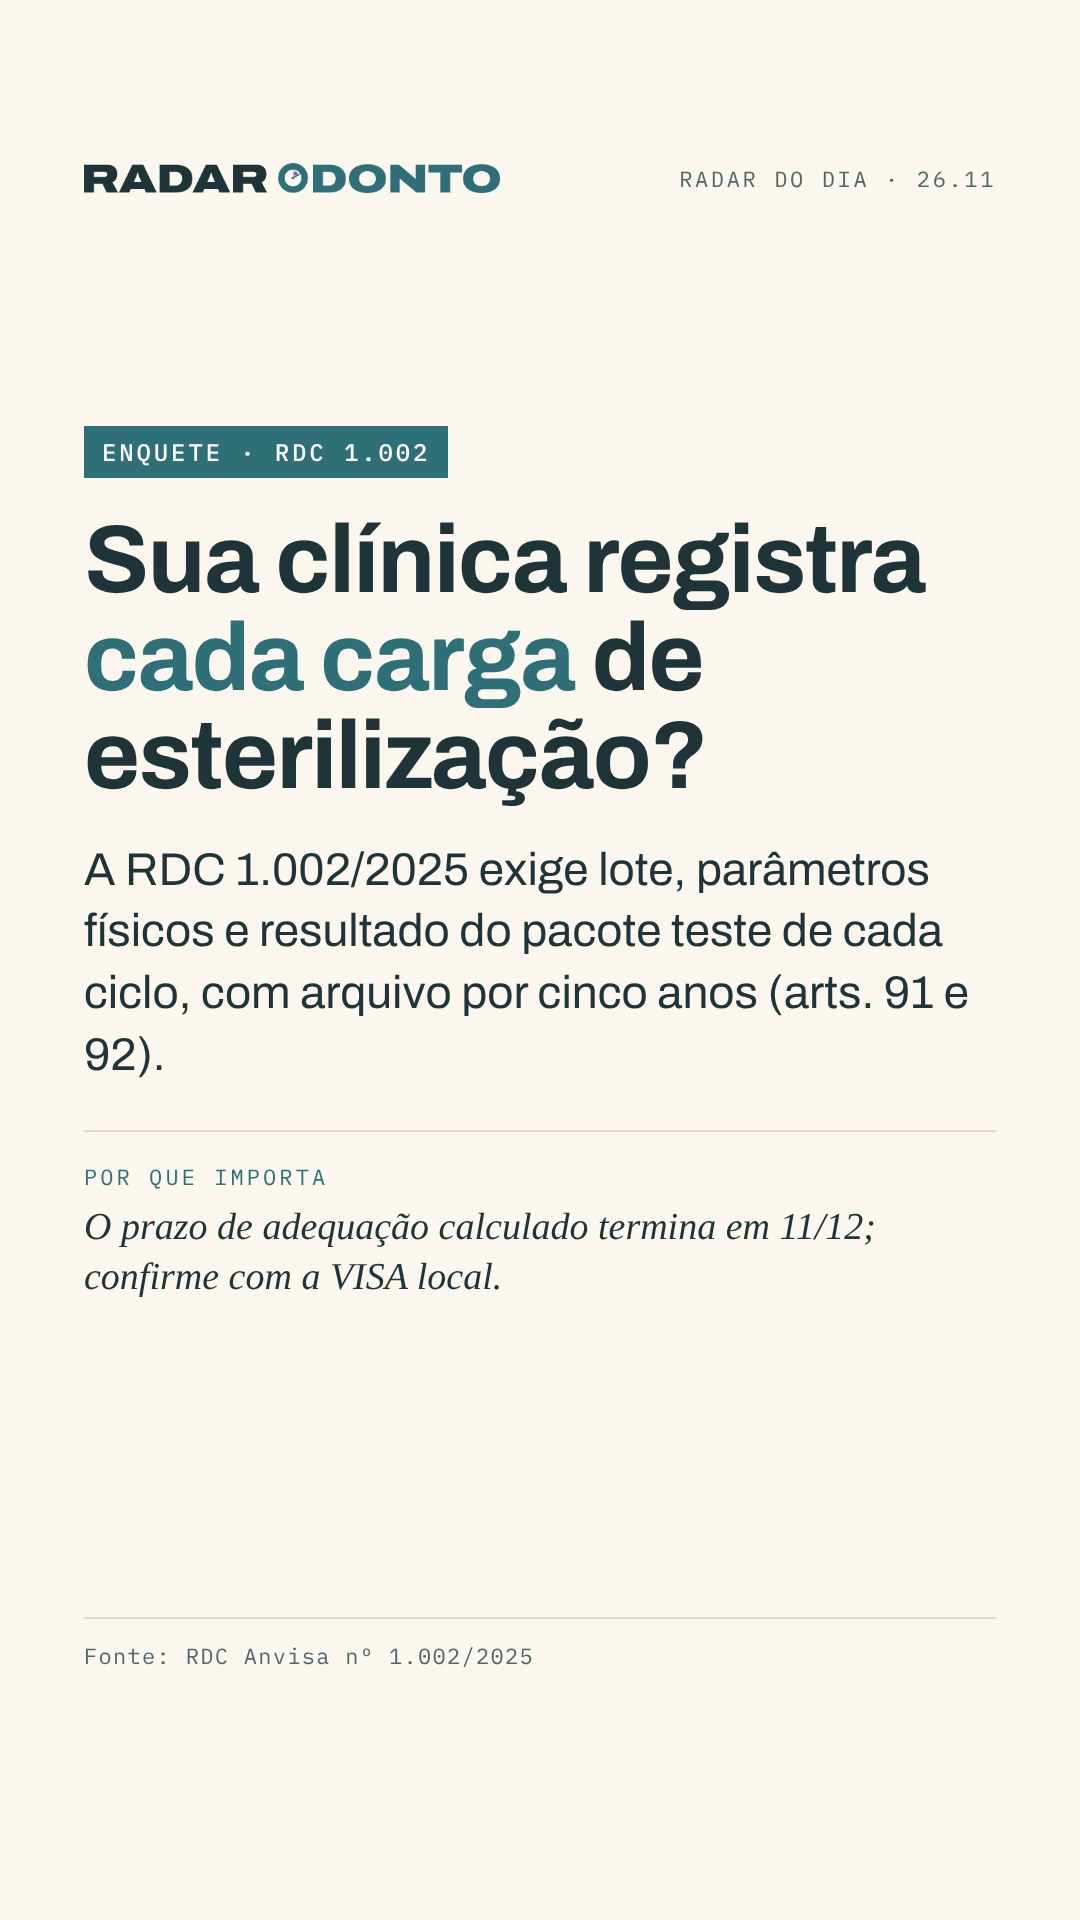 RADAR ODONTO
RADAR DO DIA · 26.11
ENQUETE · RDC 1.002
Sua clínica registra
cada carga de
esterilização?
A RDC 1.002/2025 exige lote, parâmetros
físicos e resultado do pacote teste de cada
ciclo, com arquivo por cinco anos (arts. 91 e
92).
POR QUE IMPORTA
O prazo de adequação calculado termina em 11/12;
confirme com a VISA local.
Fonte: RDC Anvisa nº 1.002/2025